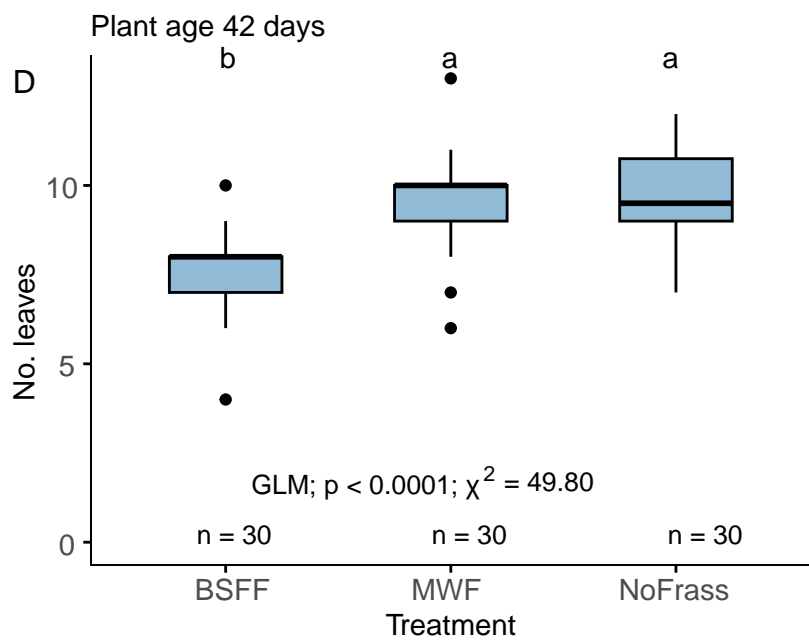 Plant age 42 days
b a a
D
10
5
0
No. leaves
GLM; p < 0.0001; χ² = 49.80
n = 30 n = 30 n = 30
BSFF MWF NoFrass
Treatment